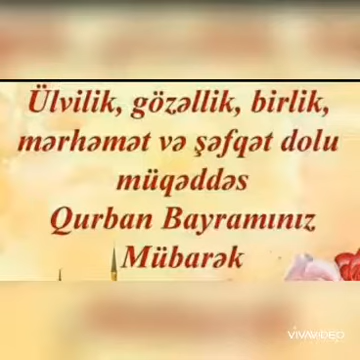 Ülvilik, gözəllik, birlik,
mərhəmət və şəfqət dolu
müqəddəs
Qurban Bayramınız
Mübarək
VIVAVIDEO